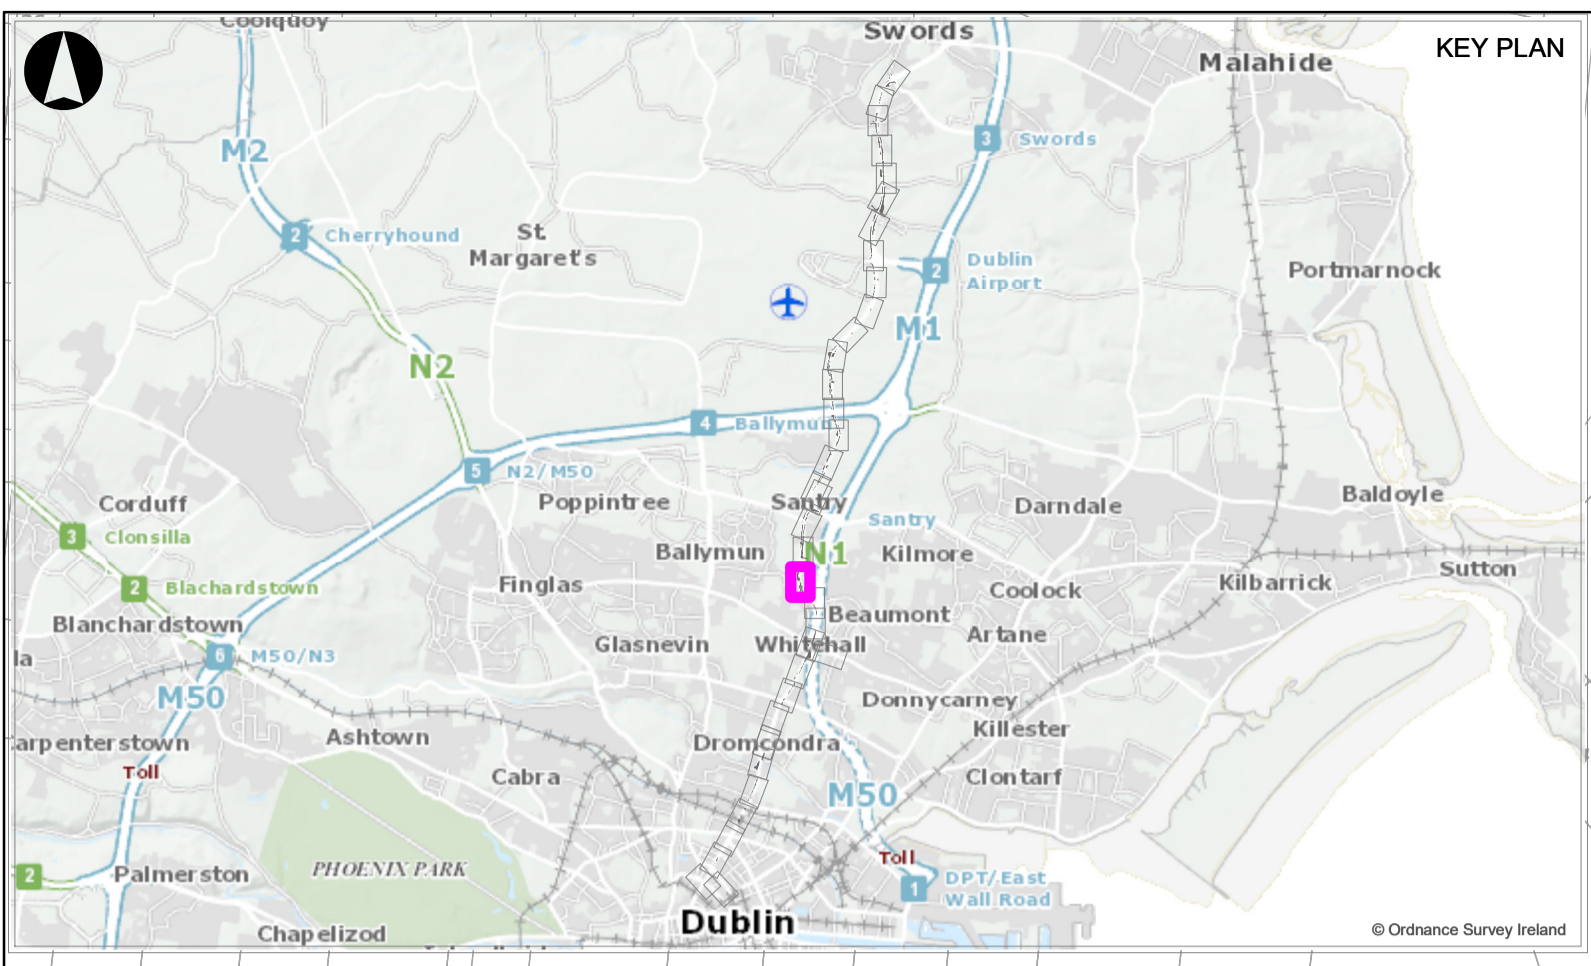 Coolquoy
Swords
KEY PLAN
Malahide
3
Swords
M2
2
Cherryhound
St.
Margaret's
Dublin
Airport
2
Portmarnock
M1
N2
4
Ballymun
5
N2/M50
Corduff
Poppintree
Santry
Darndale
Baldoyle
3
Clonsilla
Santry
Ballymun
N1
Kilmore
2
Blachardstown
Finglas
Coolock
Kilbarrick
Sutton
Blanchardstown
Beaumont
Artane
la
6
M50/N3
Glasnevin
Whitehall
M50
Donnycarney
Killester
arpenterstown
Ashtown
Dromcondra
Toll
Cabra
Clontarf
M50
PHOENIX PARK
Toll
2
Palmerston
1
DPT/East
Wall Road
Dublin
Chapelizod
© Ordnance Survey Ireland